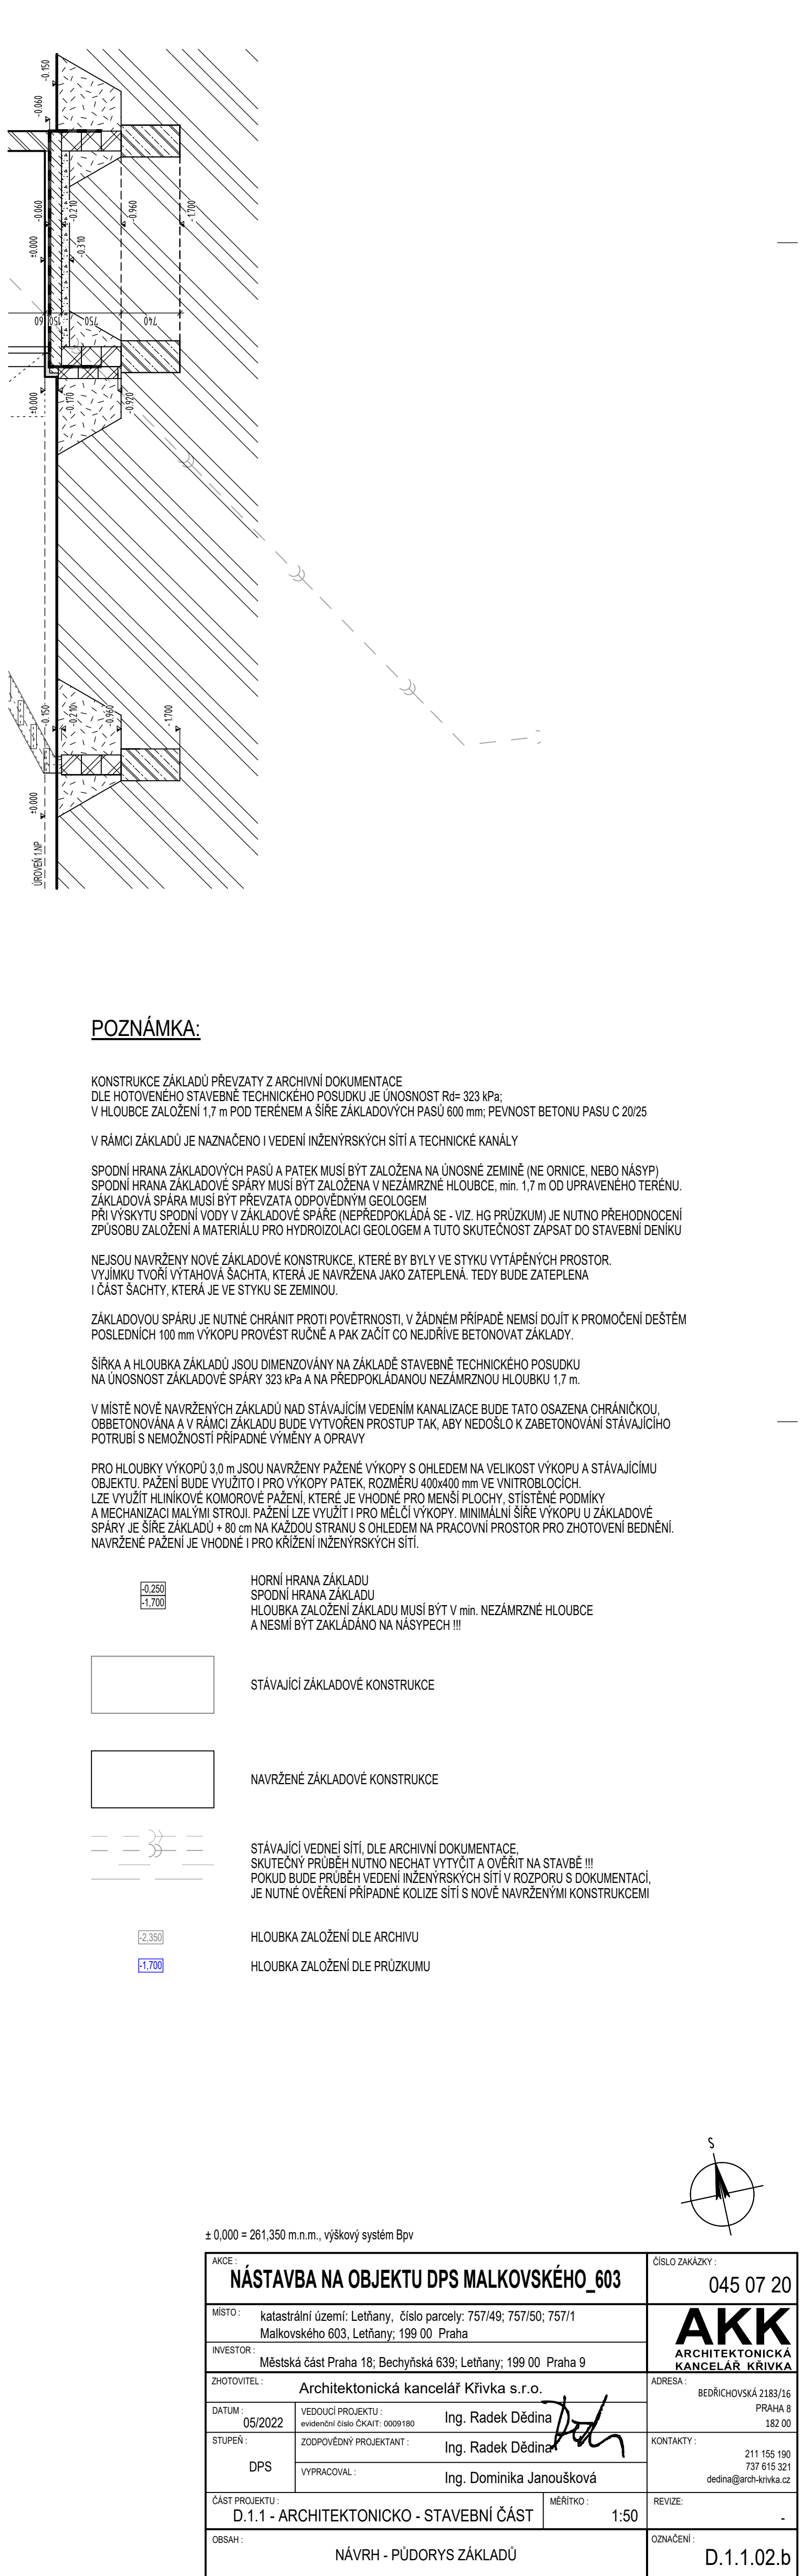 -0.150
-0.060
-0.060
-0.210
-0.960
-1.700
±0.000
-0.310
60
150
750
740
±0.000
-0.170
-0.920
-0.150
-0.210
-0.960
-1.700
±0.000
ÚROVEŇ 1.NP
POZNÁMKA:
KONSTRUKCE ZÁKLADŮ PŘEVZATY Z ARCHIVNÍ DOKUMENTACE
DLE HOTOVENÉHO STAVEBNĚ TECHNICKÉHO POSUDKU JE ÚNOSNOST Rd= 323 kPa;
V HLOUBCE ZALOŽENÍ 1,7 m POD TERÉNEM A ŠÍŘE ZÁKLADOVÝCH PASŮ 600 mm; PEVNOST BETONU PASU C 20/25
V RÁMCI ZÁKLADŮ JE NAZNAČENO I VEDENÍ INŽENÝRSKÝCH SÍTÍ A TECHNICKÉ KANÁLY
SPODNÍ HRANA ZÁKLADOVÝCH PASŮ A PATEK MUSÍ BÝT ZALOŽENA NA ÚNOSNÉ ZEMINĚ (NE ORNICE, NEBO NÁSYP)
SPODNÍ HRANA ZÁKLADOVÉ SPÁRY MUSÍ BÝT ZALOŽENA V NEZÁMRZNÉ HLOUBCE, min. 1,7 m OD UPRAVENÉHO TERÉNU.
ZÁKLADOVÁ SPÁRA MUSÍ BÝT PŘEVZATA ODPOVĚDNÝM GEOLOGEM
PŘI VÝSKYTU SPODNÍ VODY V ZÁKLADOVÉ SPÁŘE (NEPŘEDPOKLÁDÁ SE - VIZ. HG PRŮZKUM) JE NUTNO PŘEHODNOCENÍ
ZPŮSOBU ZALOŽENÍ A MATERIÁLU PRO HYDROIZOLACI GEOLOGEM A TUTO SKUTEČNOST ZAPSAT DO STAVEBNÍ DENÍKU
NEJSOU NAVRŽENY NOVÉ ZÁKLADOVÉ KONSTRUKCE, KTERÉ BY BYLY VE STYKU VYTÁPĚNÝCH PROSTOR.
VYJÍMKU TVOŘÍ VÝTAHOVÁ ŠACHTA, KTERÁ JE NAVRŽENA JAKO ZATEPLENÁ. TEDY BUDE ZATEPLENA
I ČÁST ŠACHTY, KTERÁ JE VE STYKU SE ZEMINOU.
ZÁKLADOVOU SPÁRU JE NUTNÉ CHRÁNIT PROTI POVĚTRNOSTI, V ŽÁDNÉM PŘÍPADĚ NEMSÍ DOJÍT K PROMOČENÍ DEŠTĚM
POSLEDNÍCH 100 mm VÝKOPU PROVÉST RUČNĚ A PAK ZAČÍT CO NEJDŘÍVE BETONOVAT ZÁKLADY.
ŠÍŘKA A HLOUBKA ZÁKLADŮ JSOU DIMENZOVÁNY NA ZÁKLADĚ STAVEBNĚ TECHNICKÉHO POSUDKU
NA ÚNOSNOST ZÁKLADOVÉ SPÁRY 323 kPa A NA PŘEDPOKLÁDANOU NEZÁMRZNOU HLOUBKU 1,7 m.
V MÍSTĚ NOVĚ NAVRŽENÝCH ZÁKLADŮ NAD STÁVAJÍCÍM VEDENÍM KANALIZACE BUDE TATO OSAZENA CHRÁNIČKOU,
OBBETONOVÁNA A V RÁMCI ZÁKLADU BUDE VYTVOŘEN PROSTUP TAK, ABY NEDOŠLO K ZABETONOVÁNÍ STÁVAJÍCÍHO
POTRUBÍ S NEMOŽNOSTÍ PŘÍPADNÉ VÝMĚNY A OPRAVY
PRO HLOUBKY VÝKOPŮ 3,0 m JSOU NAVRŽENY PAŽENÉ VÝKOPY S OHLEDEM NA VELIKOST VÝKOPU A STÁVAJÍCÍMU
OBJEKTU. PAŽENÍ BUDE VYUŽITO I PRO VÝKOPY PATEK, ROZMĚRU 400x400 mm VE VNITROBLOCÍCH.
LZE VYUŽÍT HLINÍKOVÉ KOMOROVÉ PAŽENÍ, KTERÉ JE VHODNÉ PRO MENŠÍ PLOCHY, STÍSTĚNÉ PODMÍKY
A MECHANIZACI MALÝMI STROJI. PAŽENÍ LZE VYUŽÍT I PRO MĚLČÍ VÝKOPY. MINIMÁLNÍ ŠÍŘE VÝKOPU U ZÁKLADOVÉ
SPÁRY JE ŠÍŘE ZÁKLADŮ + 80 cm NA KAŽDOU STRANU S OHLEDEM NA PRACOVNÍ PROSTOR PRO ZHOTOVENÍ BEDNĚNÍ.
NAVRŽENÉ PAŽENÍ JE VHODNÉ I PRO KŘÍŽENÍ INŽENÝRSKÝCH SÍTÍ.
-0,250
-1,700
HORNÍ HRANA ZÁKLADU
SPODNÍ HRANA ZÁKLADU
HLOUBKA ZALOŽENÍ ZÁKLADU MUSÍ BÝT V min. NEZÁMRZNÉ HLOUBCE
A NESMÍ BÝT ZAKLÁDÁNO NA NÁSYPECH !!!
STÁVAJÍCÍ ZÁKLADOVÉ KONSTRUKCE
NAVRŽENÉ ZÁKLADOVÉ KONSTRUKCE
STÁVAJÍCÍ VEDNEÍ SÍTÍ, DLE ARCHIVNÍ DOKUMENTACE,
SKUTEČNÝ PRŮBĚH NUTNO NECHAT VYTYČIT A OVĚŘIT NA STAVBĚ !!!
POKUD BUDE PRŮBĚH VEDENÍ INŽENÝRSKÝCH SÍTÍ V ROZPORU S DOKUMENTACÍ,
JE NUTNÉ OVĚŘENÍ PŘÍPADNÉ KOLIZE SÍTÍ S NOVĚ NAVRŽENÝMI KONSTRUKCEMI
-2,350
HLOUBKA ZALOŽENÍ DLE ARCHIVU
-1,700
HLOUBKA ZALOŽENÍ DLE PRŮZKUMU
S
± 0,000 = 261,350 m.n.m., výškový systém Bpv
AKCE :
NÁSTAVBA NA OBJEKTU DPS MALKOVSKÉHO_603
ČÍSLO ZAKÁZKY :
045 07 20
MÍSTO :
katastrální území: Letňany, číslo parcely: 757/49; 757/50; 757/1
Malkovského 603, Letňany; 199 00 Praha
AKK
ARCHITEKTONICKÁ
KANCELÁŘ KŘIVKA
INVESTOR :
Městská část Praha 18; Bechyňská 639; Letňany; 199 00 Praha 9
ZHOTOVITEL :
Architektonická kancelář Křivka s.r.o.
ADRESA :
BEDŘICHOVSKÁ 2183/16
PRAHA 8
182 00
DATUM :
05/2022
VEDOUCÍ PROJEKTU :
evidenční číslo ČKAIT: 0009180
Ing. Radek Dědina
STUPEŇ :
DPS
ZODPOVĚDNÝ PROJEKTANT :
Ing. Radek Dědina
KONTAKTY :
211 155 190
737 615 321
dedina@arch-krivka.cz
VYPRACOVAL :
Ing. Dominika Janoušková
ČÁST PROJEKTU :
D.1.1 - ARCHITEKTONICKO - STAVEBNÍ ČÁST
MĚŘÍTKO :
1:50
REVIZE:
-
OBSAH :
NÁVRH - PŮDORYS ZÁKLADŮ
OZNAČENÍ :
D.1.1.02.b